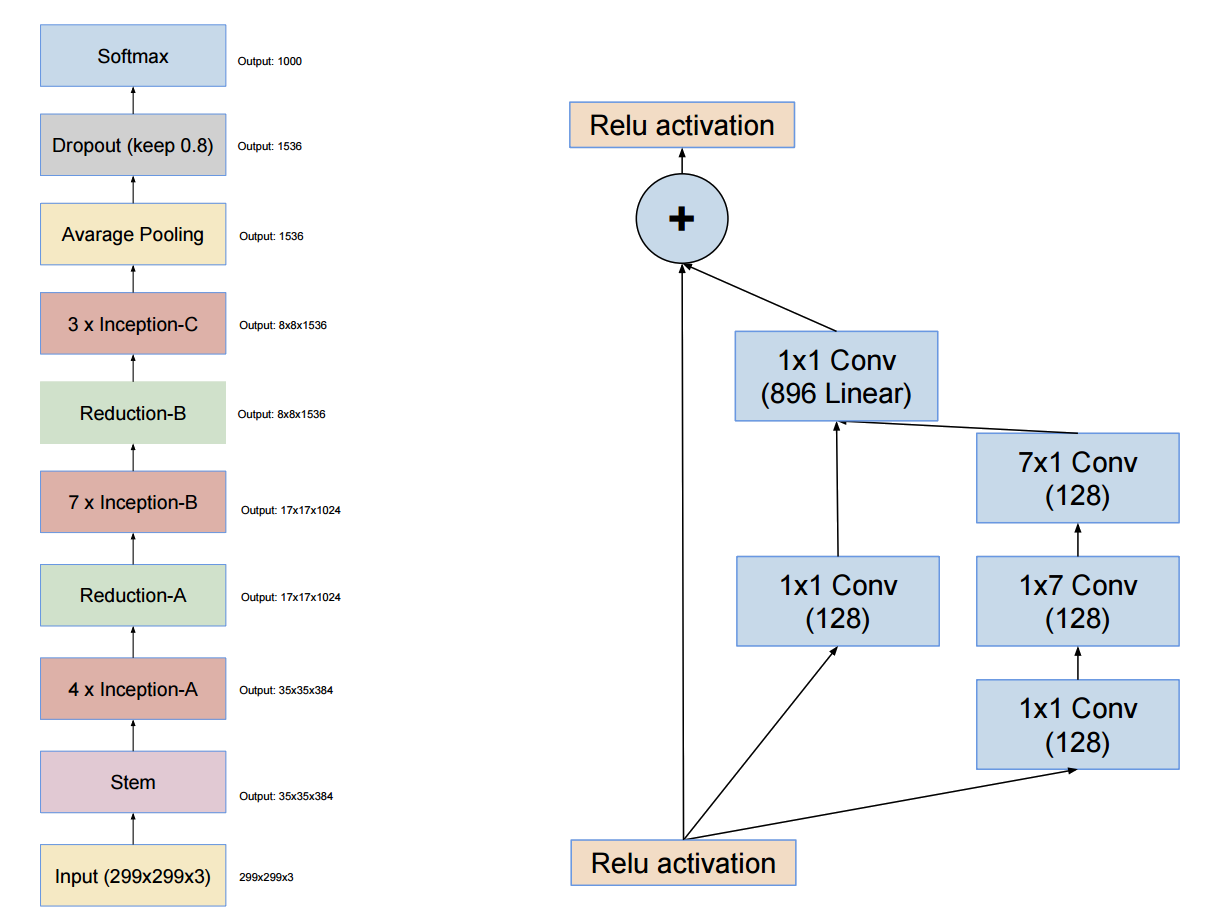 Softmax
Output: 1000
Dropout (keep 0.8)
Output: 1536
Avarage Pooling
Output: 1536
3 x Inception-C
Output: 8x8x1536
Reduction-B
Output: 8x8x1536
7 x Inception-B
Output: 17x17x1024
Reduction-A
Output: 17x17x1024
4 x Inception-A
Output: 35x35x384
Stem
Output: 35x35x384
Input (299x299x3)
299x299x3
Relu activation
+
1x1 Conv
(896 Linear)
7x1 Conv
(128)
1x1 Conv
(128)
1x7 Conv
(128)
1x1 Conv
(128)
Relu activation